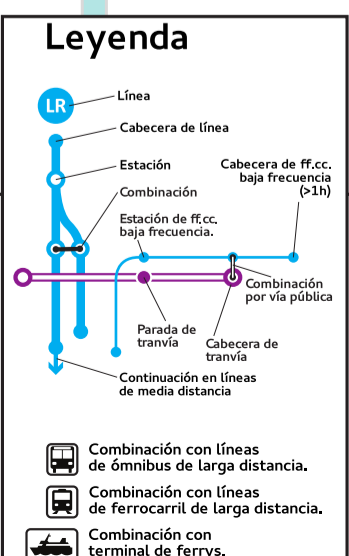 Leyenda
LR
Línea
Cabecera de línea
Estación
Cabecera de ff.cc.
baja frecuencia
(>1h)
Combinación
Estación de ff.cc.
baja frecuencia.
Combinación
por vía pública
Parada de
tranvía
Cabecera de
tranvía
Continuación en líneas
de media distancia
Combinación con líneas
de ómnibus de larga distancia.
Combinación con líneas
de ferrocarril de larga distancia.
Combinación con
terminal de ferrys.